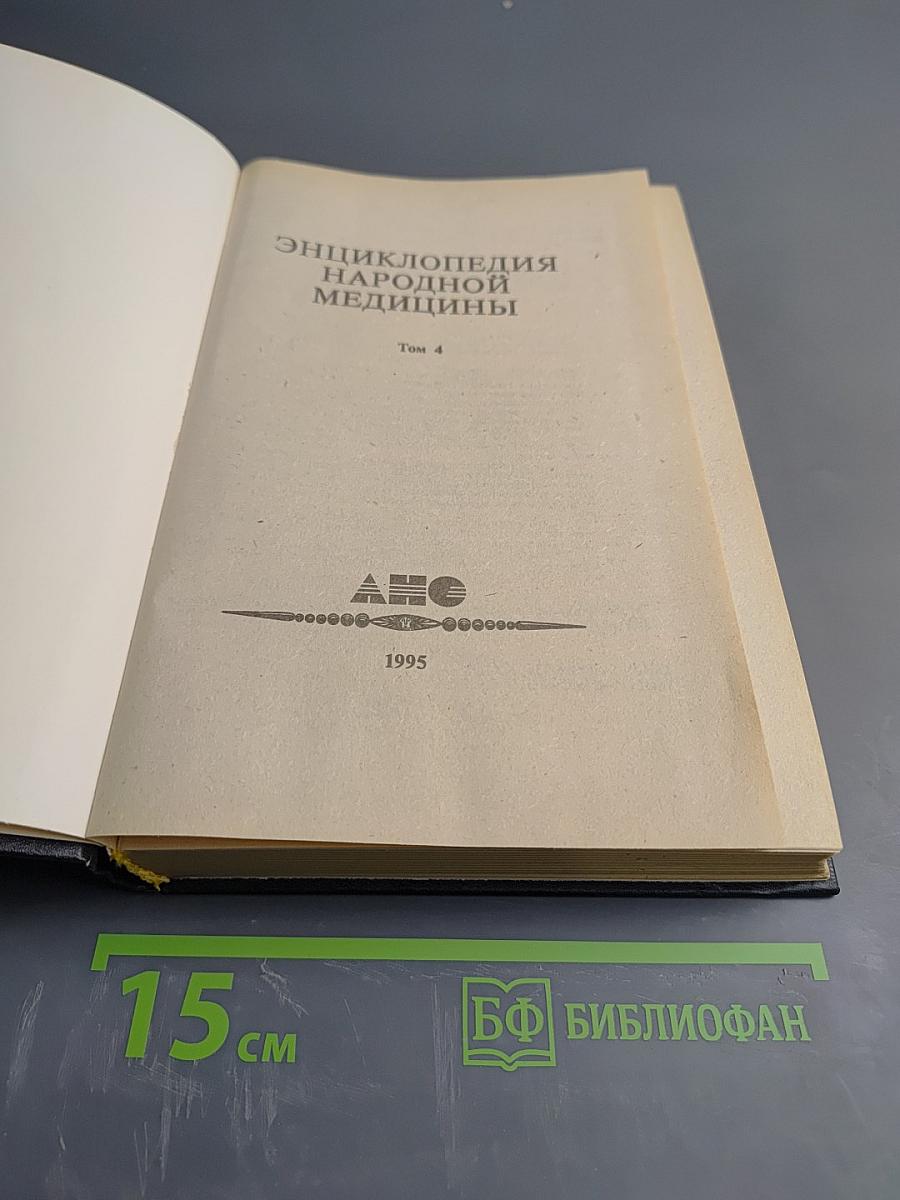 ЭНЦИКЛОПЕДИЯ
НАРОДНОЙ
МЕДИЦИНЫ
Том 4
АНС
1995
15 см
БФ БИБЛИОФАН